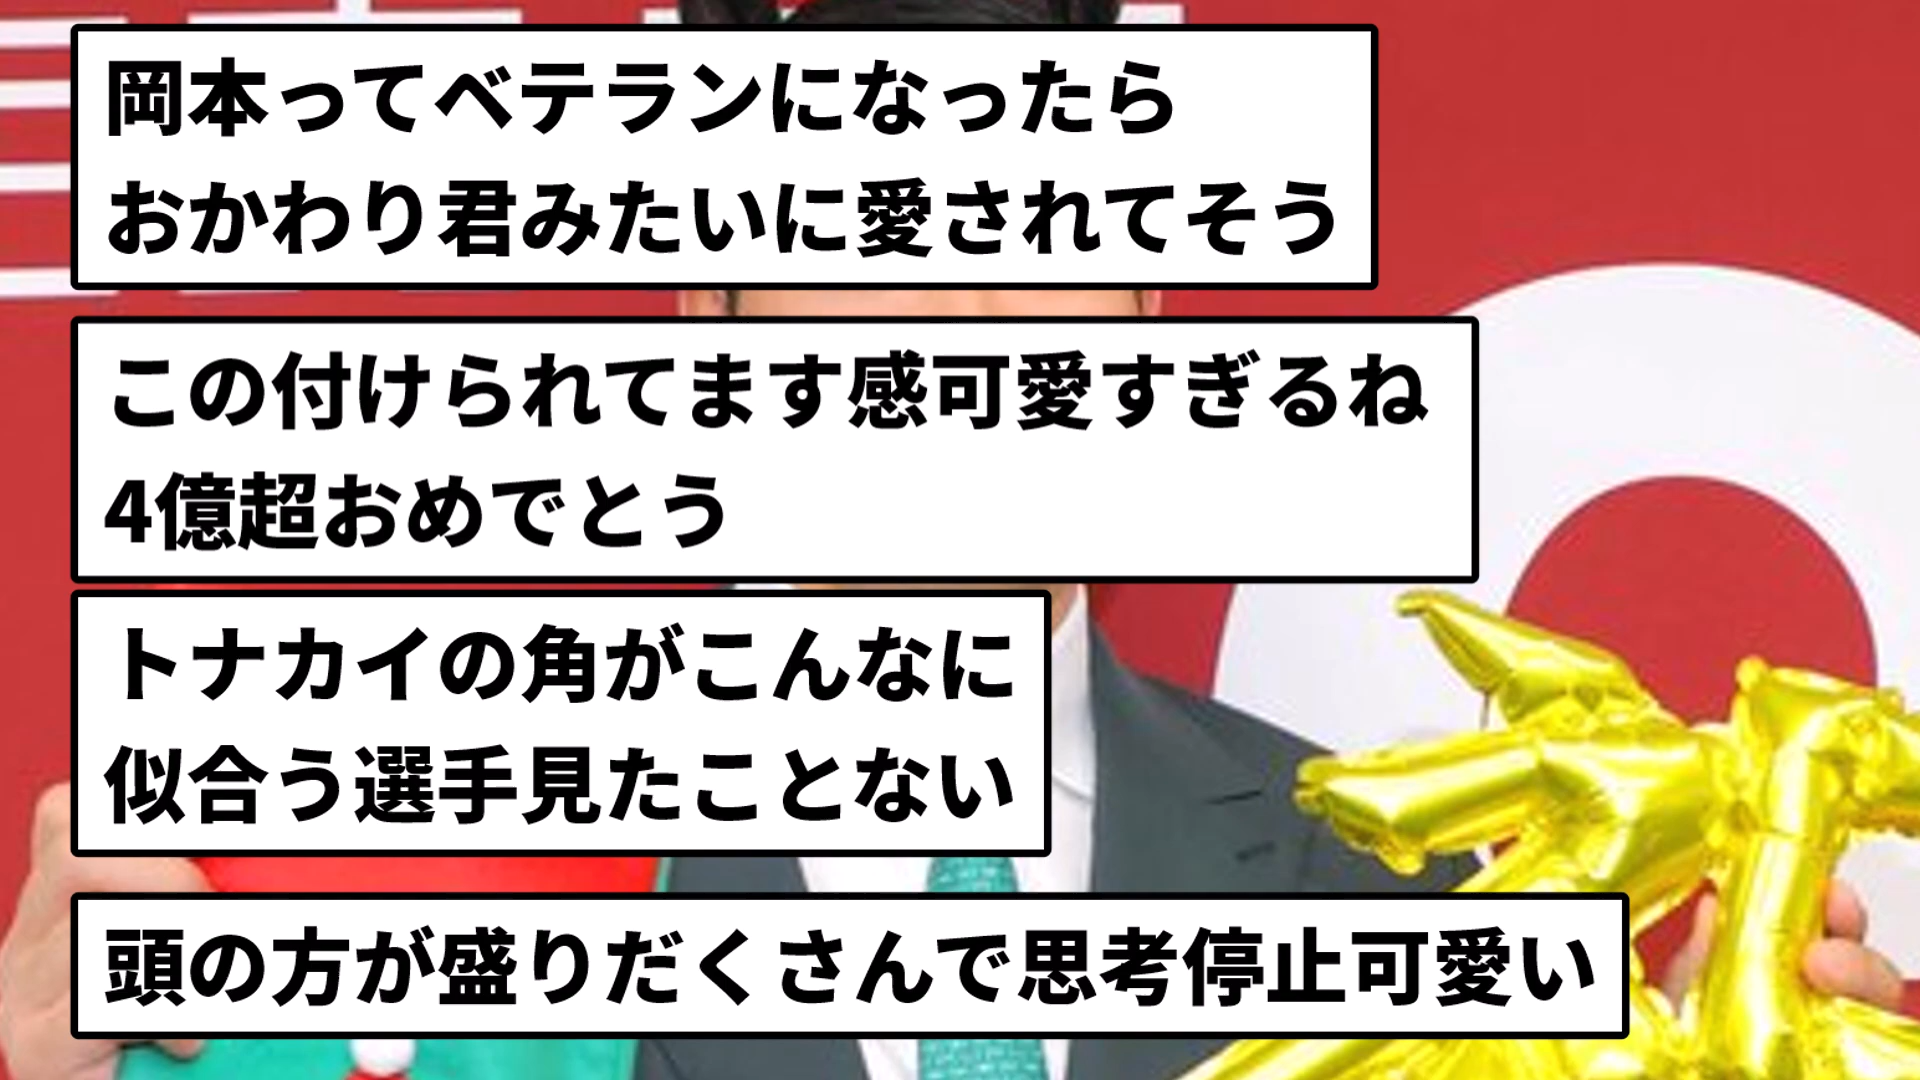 岡本ってベテランになったら
おかわり君みたいに愛されてそう
この付けられてます感可愛すぎるね
4億超おめでとう
トナカイの角がこんなに
似合う選手見たことない
頭の方が盛りだくさんで思考停止可愛い